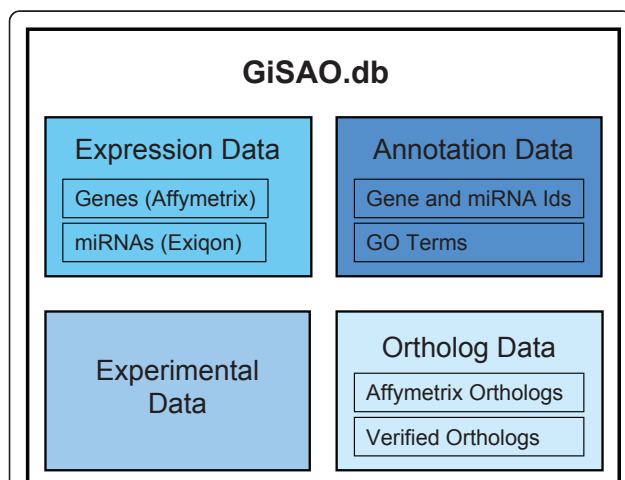 GiSAO.db
Expression Data
Genes (Affymetrix)
miRNAs (Exiqon)
Annotation Data
Gene and miRNA Ids
GO Terms
Experimental
Data
Ortholog Data
Affymetrix Orthologs
Verified Orthologs